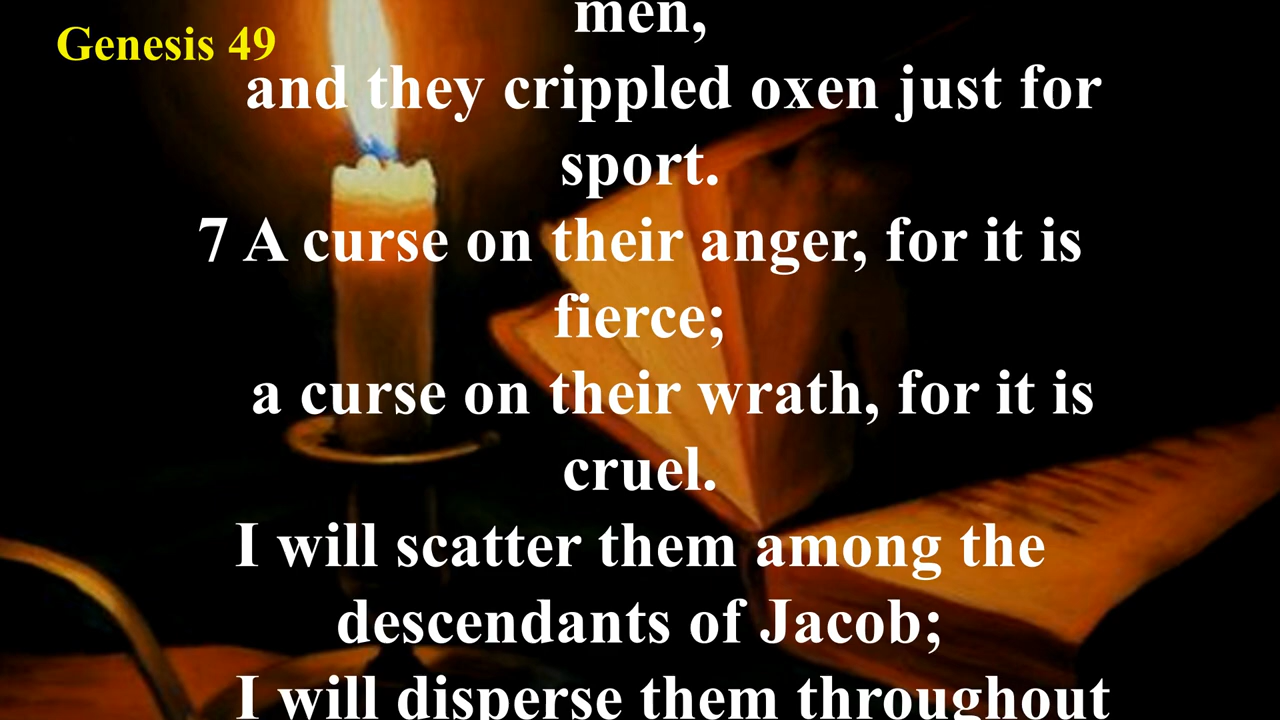 Genesis 49
men,
and they crippled oxen just for
sport.
7 A curse on their anger, for it is
fierce;
a curse on their wrath, for it is
cruel.
I will scatter them among the
descendants of Jacob;
I will disperse them throughout